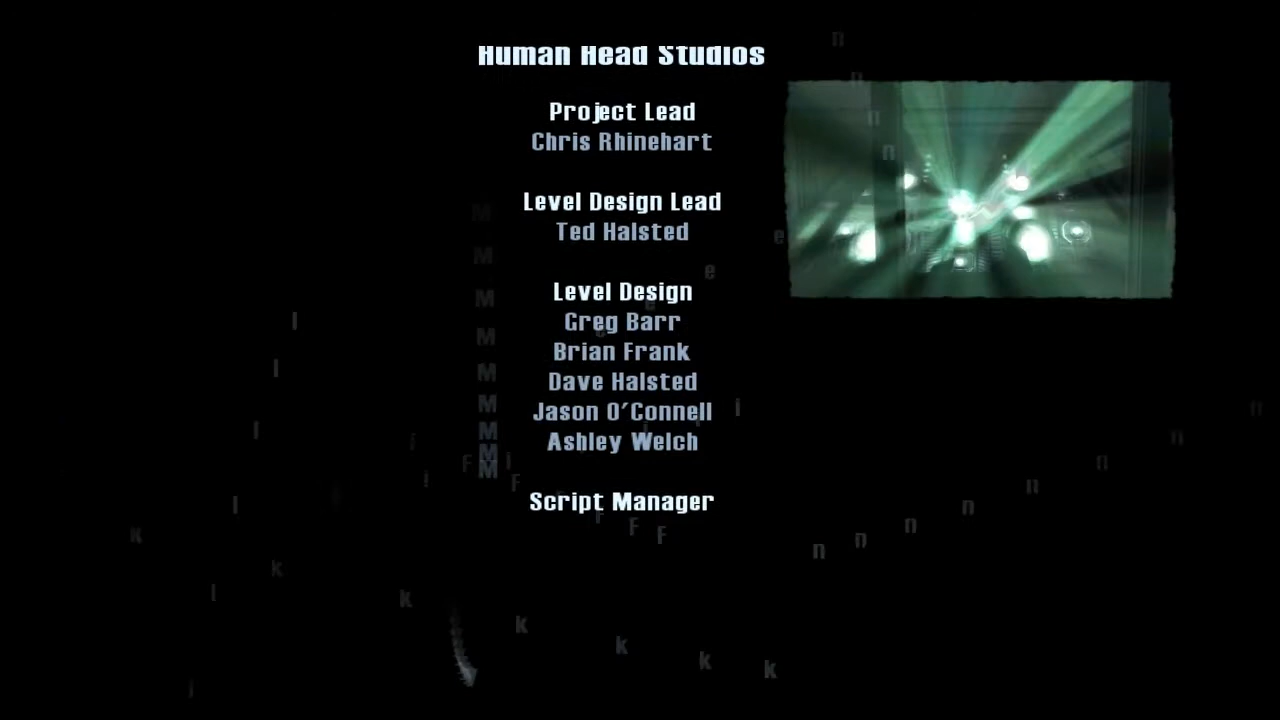 Human Head Studios
Project Lead
Chris Rhinehart
Level Design Lead
Ted Halsted
Level Design
Greg Barr
Brian Frank
Dave Halsted
Jason O'Connell
Ashley Welch
Script Manager